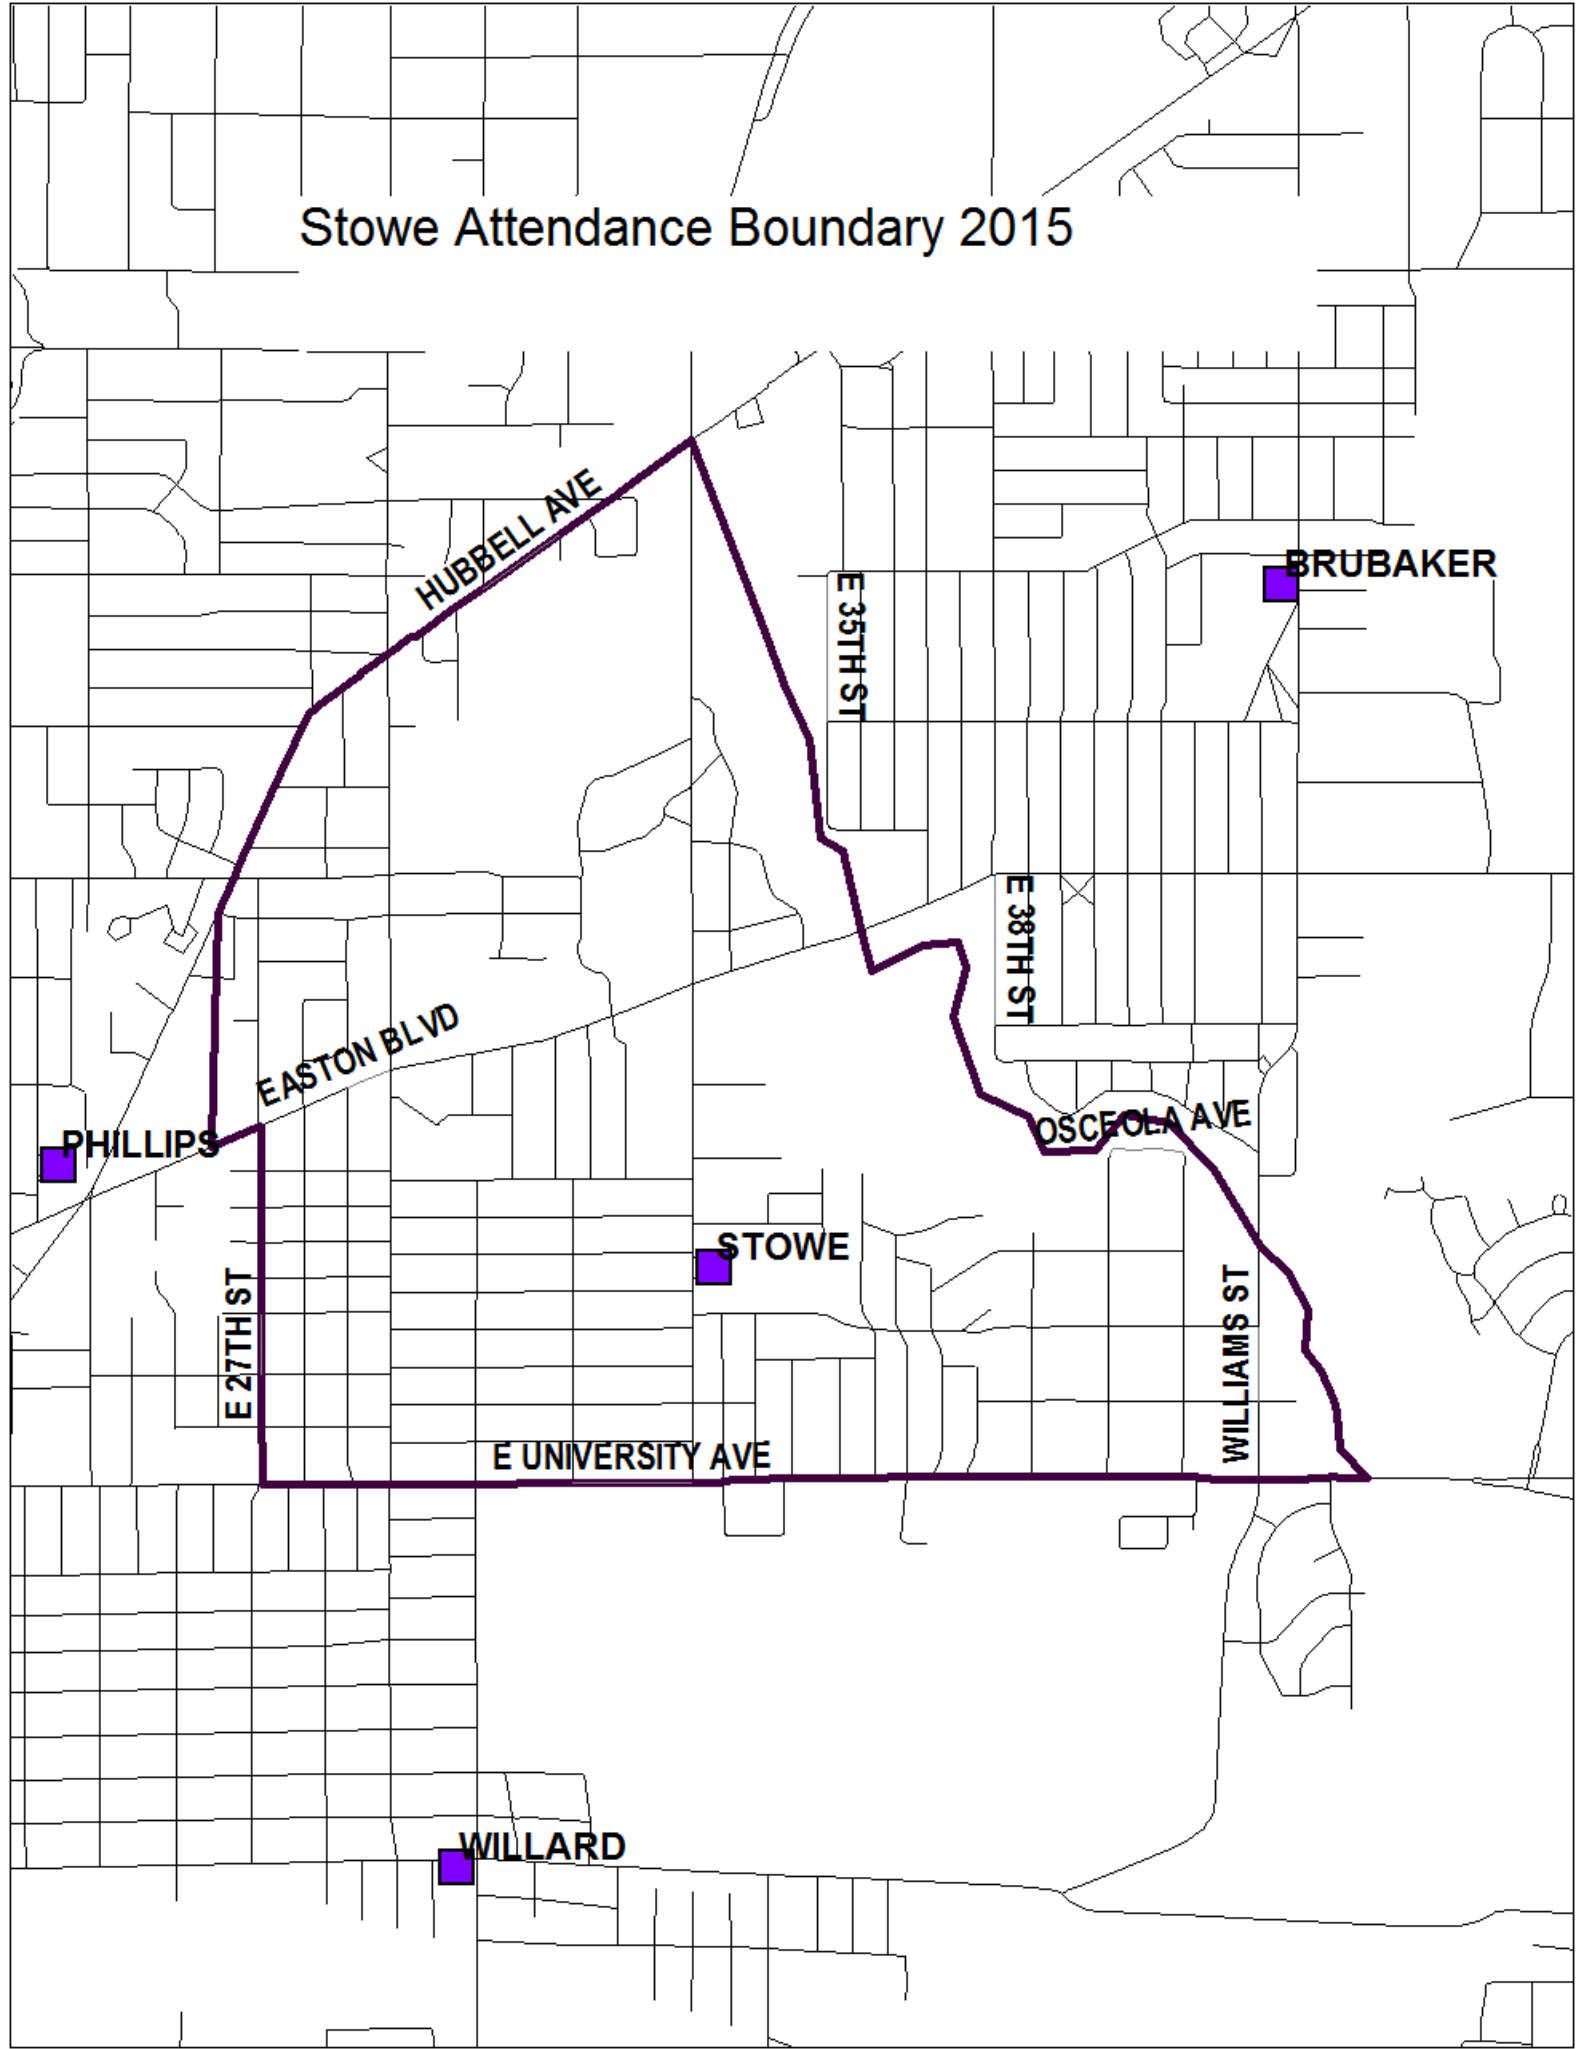 Stowe Attendance Boundary 2015
HUBBELL AVE
BRUBAKER
E 35TH ST
E 38TH ST
EASTON BLVD
OSCEOLA AVE
PHILLIPS
STOWE
E 27TH ST
WILLIAMS ST
E UNIVERSITY AVE
WILLARD